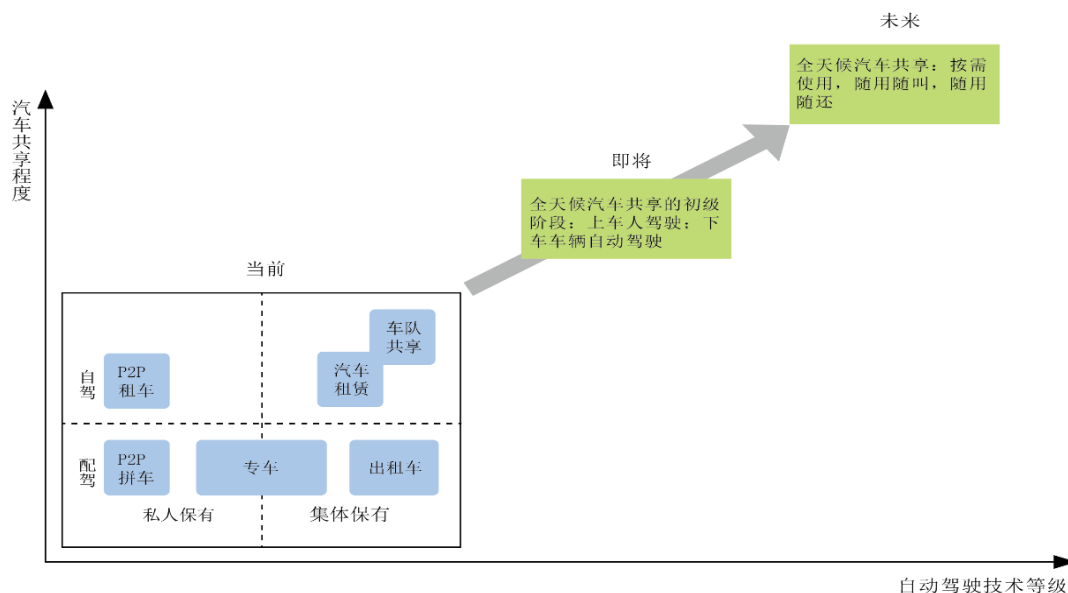 未来
全天候汽车共享：按需
使用，随用随叫，随用
随还
汽车共享程度
即将
全天候汽车共享的初级
阶段：上车人驾驶；下
车车辆自动驾驶
当前
车队
共享
自驾
P2P
租车
汽车
租赁
配驾
P2P
拼车
专车
出租车
私人保有
集体保有
自动驾驶技术等级